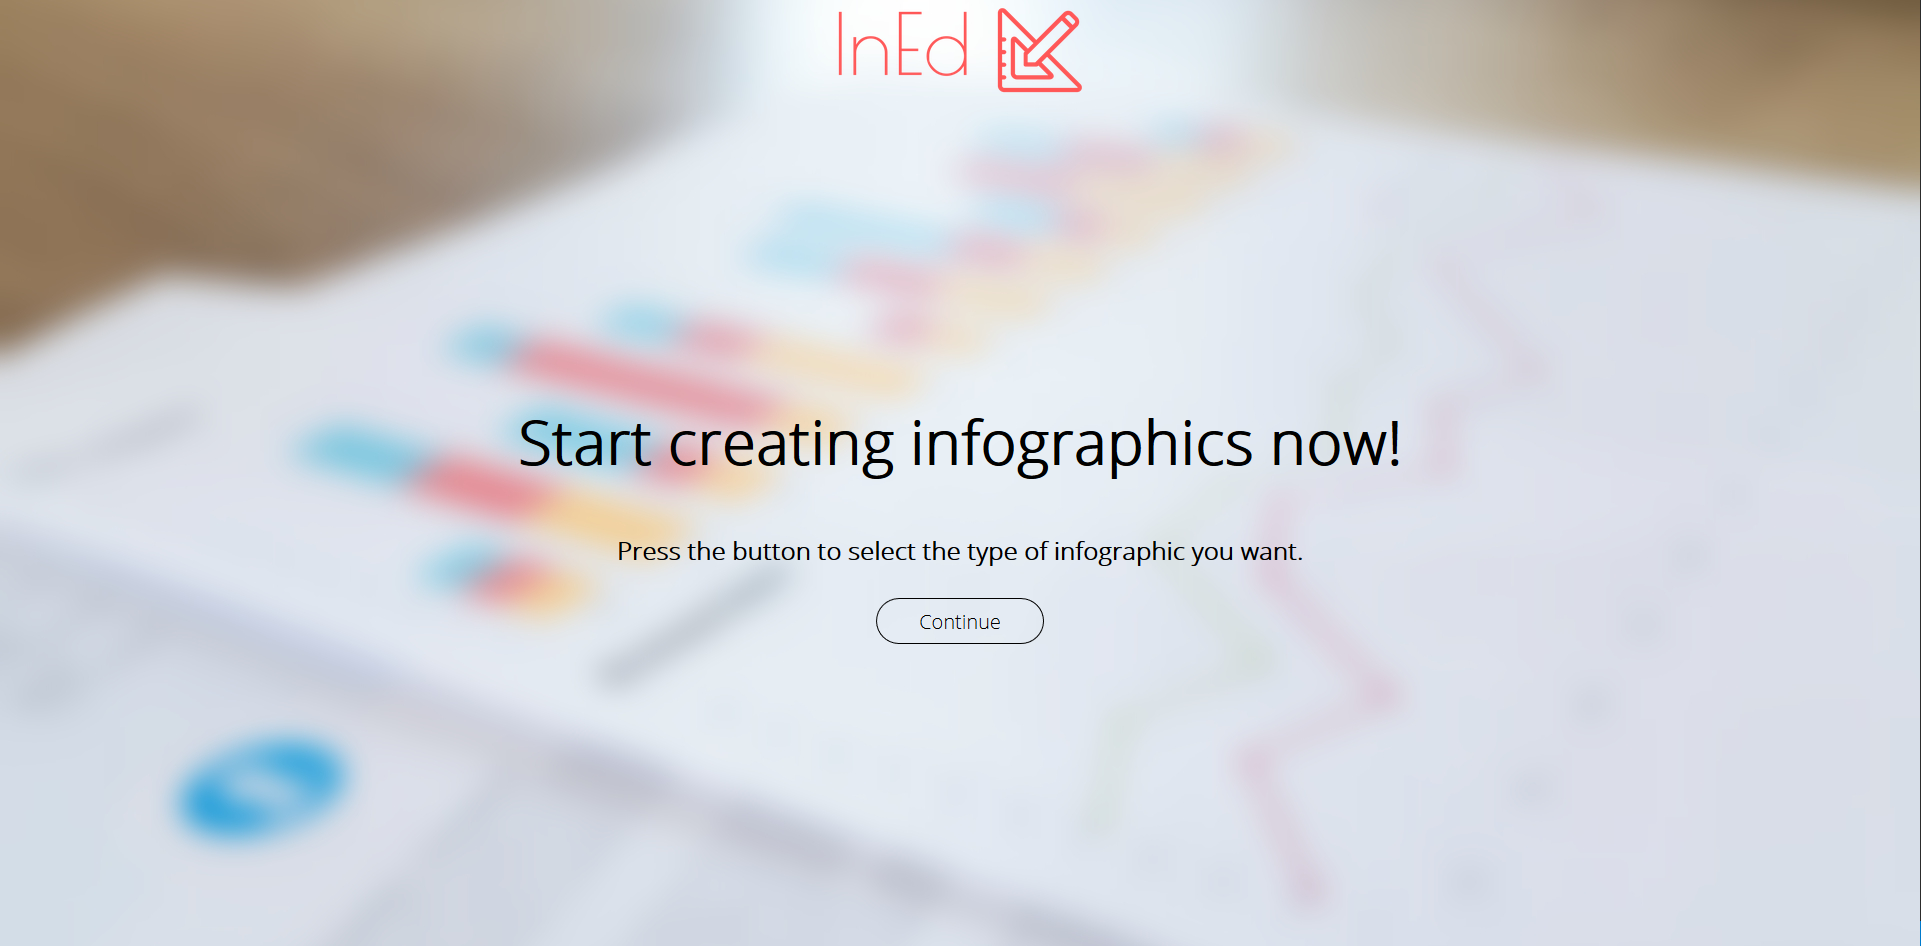 InEd
Start creating infographics now!
Press the button to select the type of infographic you want.
Continue